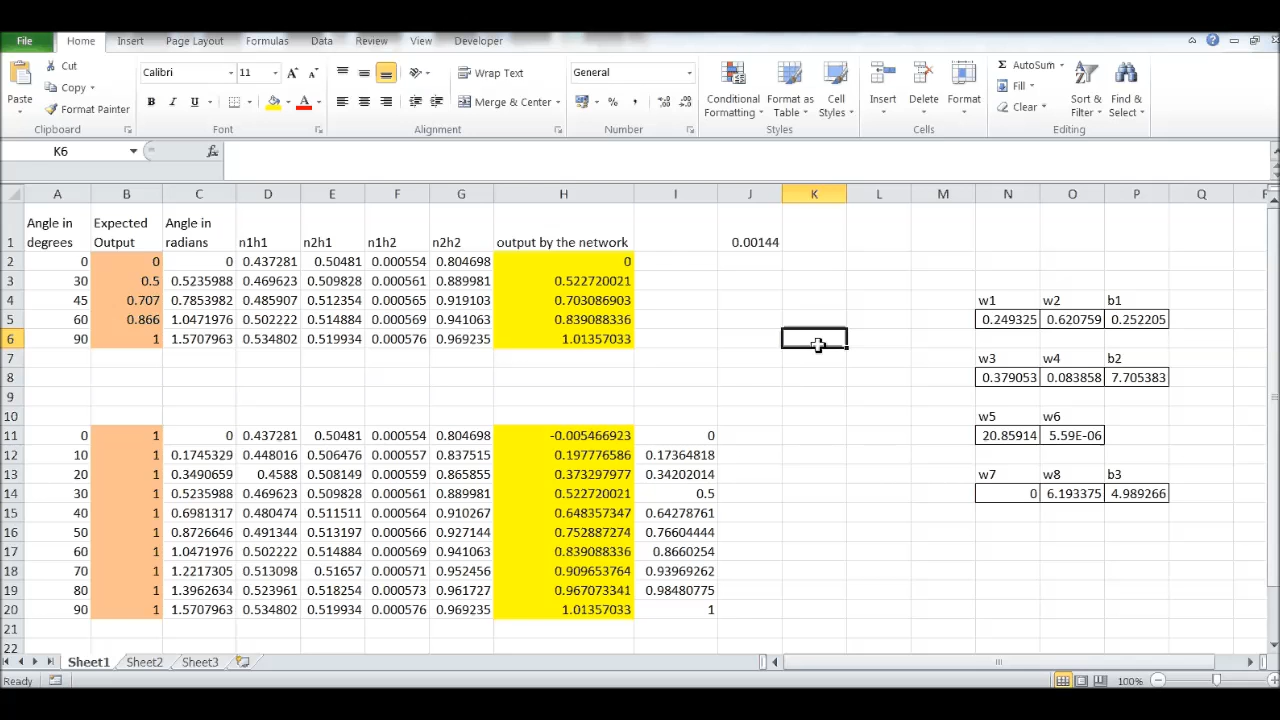 File Home Insert Page Layout Formulas Data Review View Developer
Cut
Copy
Format Painter
Paste
Clipboard
Calibri 11
B I U
Font
Wrap Text
Merge & Center
Alignment
General
Number
Conditional Formatting
Format as Table
Cell Styles
Styles
Insert Delete Format
Cells
AutoSum
Fill
Clear
Sort & Filter
Find & Select
Editing
K6 fx
A B C D E F G H I J K L M N O P Q
Angle in Expected Angle in
1 degrees Output radians n1h1 n2h1 n1h2 n2h2 output by the network 0.00144
2 0 0 0 0.437281 0.50481 0.000554 0.804698 0
3 30 0.5 0.5235988 0.469623 0.509828 0.000561 0.889981 0.522720021
4 45 0.707 0.7853982 0.485907 0.512354 0.000565 0.919103 0.703086903 w1 w2 b1
5 60 0.866 1.0471976 0.502222 0.514884 0.000569 0.941063 0.839088336 0.249325 0.620759 0.252205
6 90 1 1.5707963 0.534802 0.519934 0.000576 0.969235 1.01357033
7 w3 w4 b2
8 0.379053 0.083858 7.705383
9
10 w5 w6
11 0 1 0 0.437281 0.50481 0.000554 0.804698 -0.005466923 0 20.85914 5.59E-06
12 10 1 0.1745329 0.448016 0.506476 0.000557 0.837515 0.197776586 0.17364818
13 20 1 0.3490659 0.4588 0.508149 0.000559 0.865855 0.373297977 0.34202014 w7 w8 b3
14 30 1 0.5235988 0.469623 0.509828 0.000561 0.889981 0.522720021 0.5 0 6.193375 4.989266
15 40 1 0.6981317 0.480474 0.511511 0.000564 0.910267 0.648357347 0.64278761
16 50 1 0.8726646 0.491344 0.513197 0.000566 0.927144 0.752887274 0.76604444
17 60 1 1.0471976 0.502222 0.514884 0.000569 0.941063 0.839088336 0.8660254
18 70 1 1.2217305 0.513098 0.51657 0.000571 0.952456 0.909653764 0.93969262
19 80 1 1.3962634 0.523961 0.518254 0.000573 0.961727 0.967073341 0.98480775
20 90 1 1.5707963 0.534802 0.519934 0.000576 0.969235 1.01357033 1
21
22
Sheet1 Sheet2 Sheet3
Ready 100%